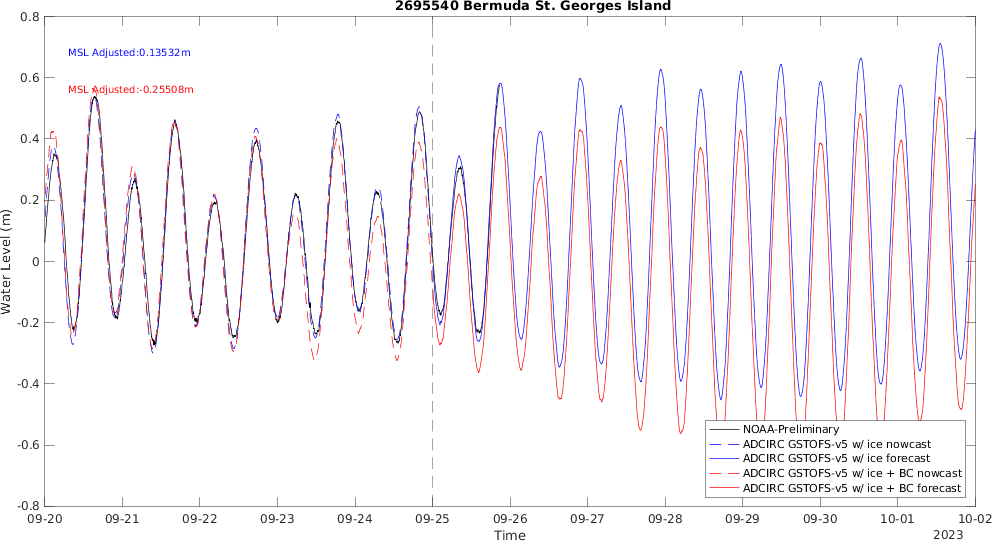 2695540 Bermuda St. Georges Island
MSL Adjusted:0.13532m
MSL Adjusted:-0.25508m
Water Level (m)
0.8
0.6
0.4
0.2
0
-0.2
-0.4
-0.6
-0.8
NOAA-Preliminary
ADCIRC GSTOFS-v5 w/ ice nowcast
ADCIRC GSTOFS-v5 w/ ice forecast
ADCIRC GSTOFS-v5 w/ ice + BC nowcast
ADCIRC GSTOFS-v5 w/ ice + BC forecast
09-20 09-21 09-22 09-23 09-24 09-25 09-26 09-27 09-28 09-29 09-30 10-01 10-02
Time
2023